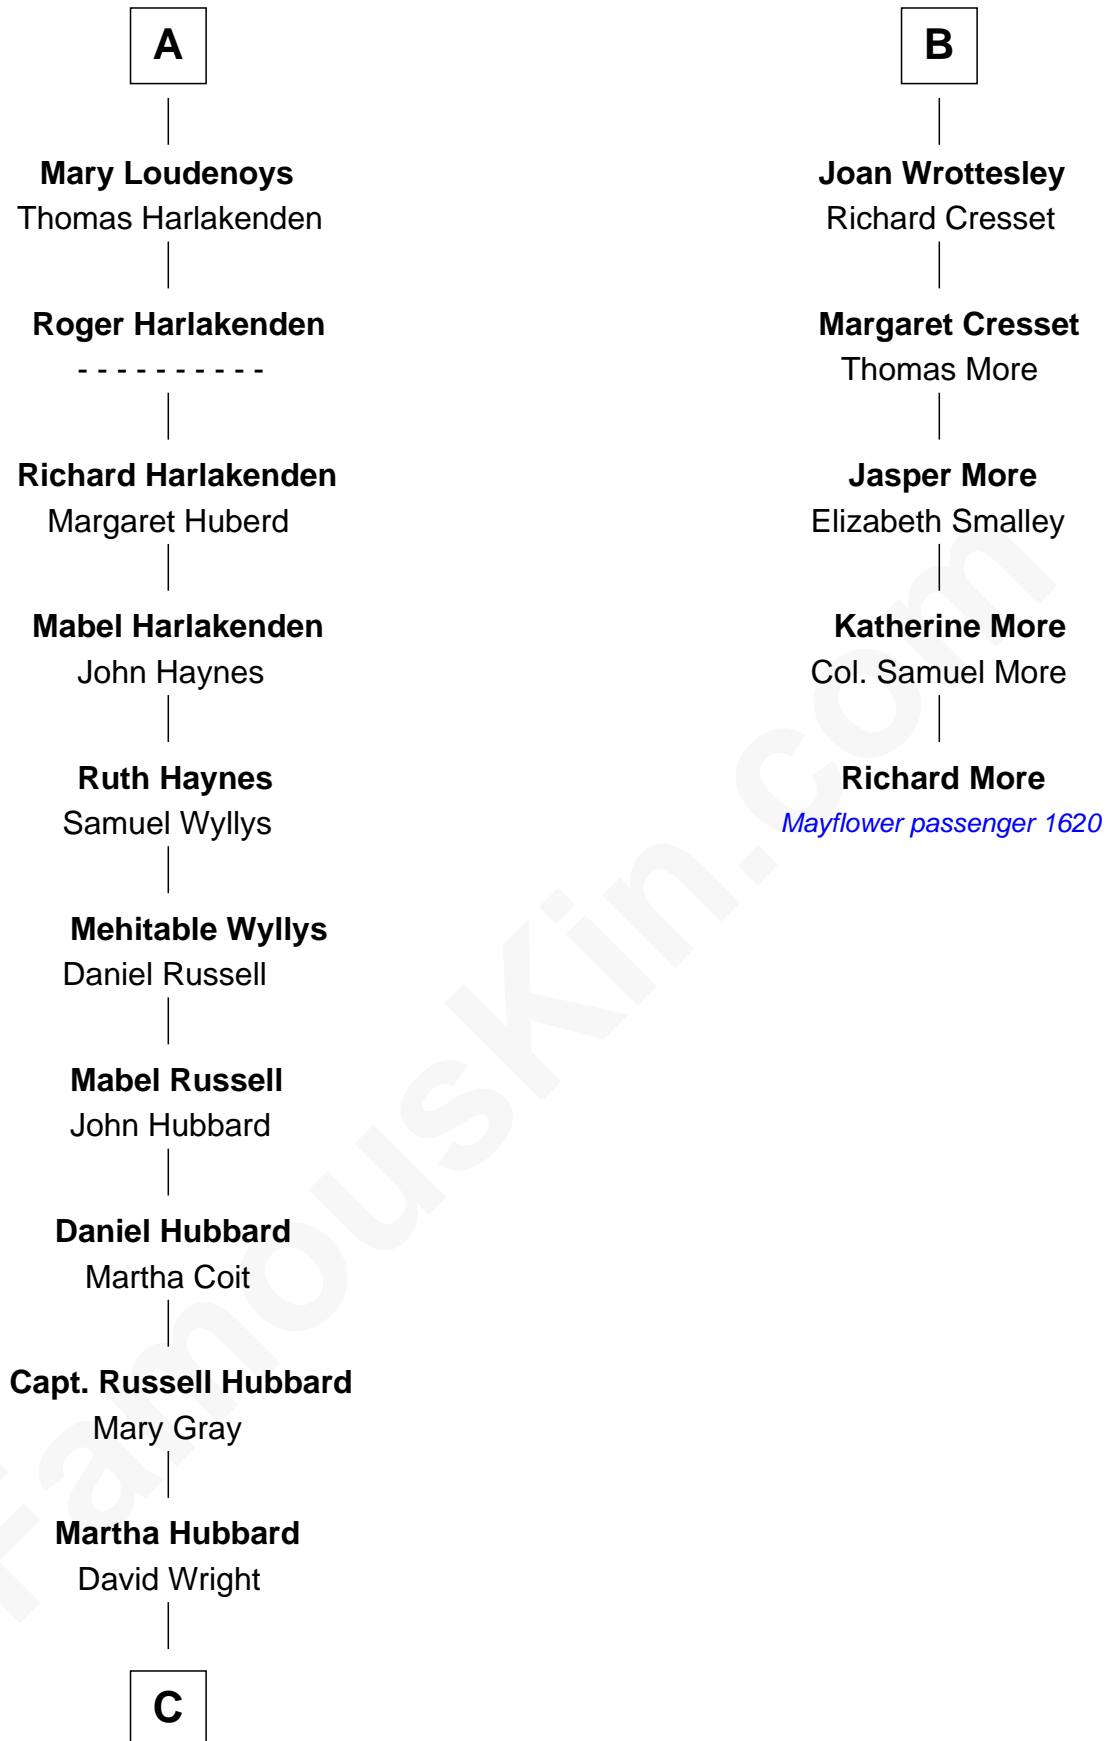 A
Mary Loudenoys
Thomas Harlakenden
Roger Harlakenden
- - - - - - - - - -
Richard Harlakenden
Margaret Huberd
Mabel Harlakenden
John Haynes
Ruth Haynes
Samuel Wyllys
Mehitable Wyllys
Daniel Russell
Mabel Russell
John Hubbard
Daniel Hubbard
Martha Coit
Capt. Russell Hubbard
Mary Gray
Martha Hubbard
David Wright
C
B
Joan Wrottesley
Richard Cresset
Margaret Cresset
Thomas More
Jasper More
Elizabeth Smalley
Katherine More
Col. Samuel More
Richard More
Mayflower passenger 1620
FamousKin.com